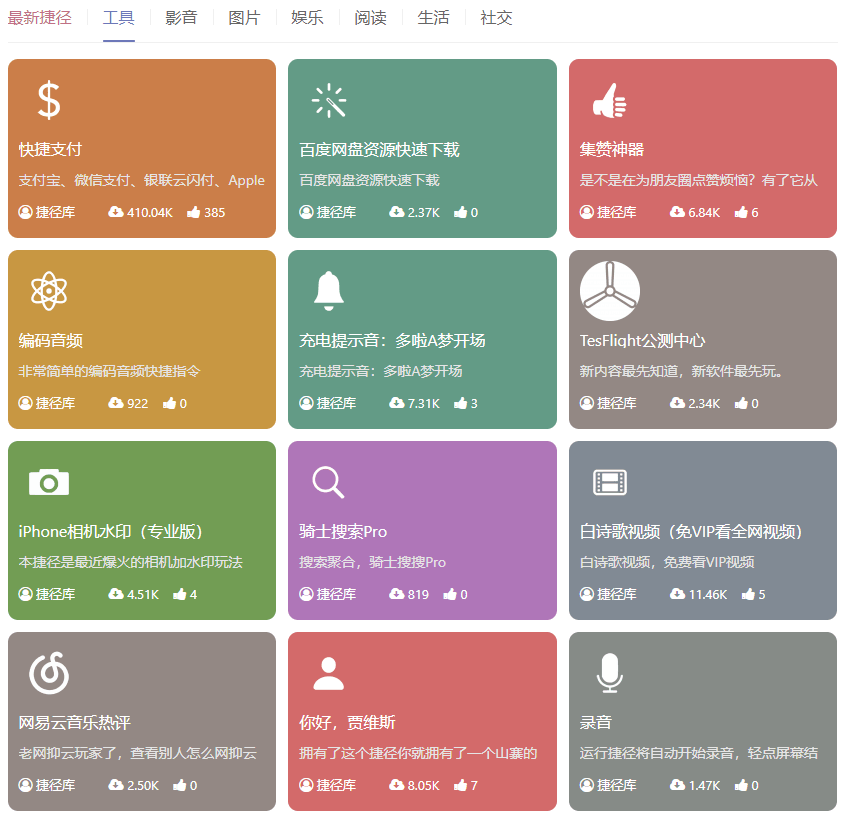 最新捷径 工具 影音 图片 娱乐 阅读 生活 社交
快捷支付
支付宝、微信支付、银联云闪付、Apple
捷径库 410.04K 385
百度网盘资源快速下载
百度网盘资源快速下载
捷径库 2.37K 0
集赞神器
是不是在为朋友圈点赞烦恼？有了它从
捷径库 6.84K 6
编码音频
非常简单的编码音频快捷指令
捷径库 922 0
充电提示音：多啦A梦开场
充电提示音：多啦A梦开场
捷径库 7.31K 3
TesFlight公测中心
新内容最先知道，新软件最先玩。
捷径库 2.34K 0
iPhone相机水印（专业版）
本捷径是最近爆火的相机加水印玩法
捷径库 4.51K 4
骑士搜索Pro
搜索聚合，骑士搜搜Pro
捷径库 819 0
白诗歌视频（免VIP看全网视频）
白诗歌视频，免费看VIP视频
捷径库 11.46K 5
网易云音乐热评
老网抑云玩家了，查看别人怎么网抑云
捷径库 2.50K 0
你好，贾维斯
拥有了这个捷径你就拥有了一个山寨的
捷径库 8.05K 7
录音
运行捷径将自动开始录音，轻点屏幕结
捷径库 1.47K 0